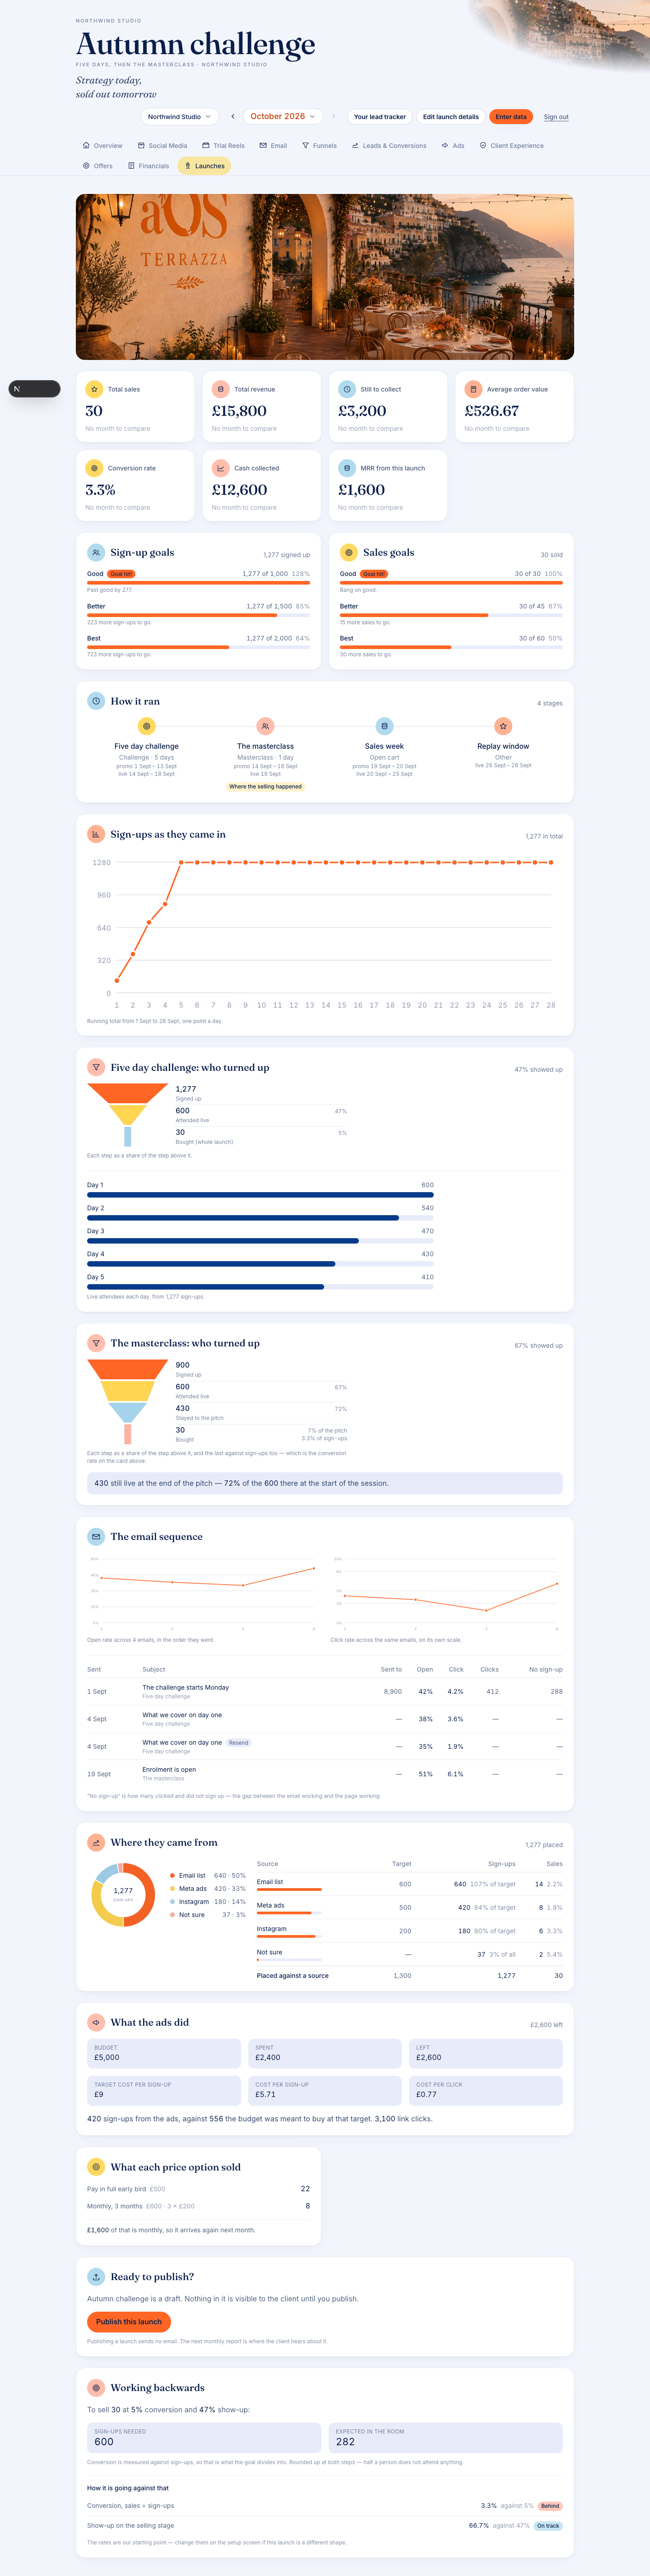 NORTHWIND STUDIO
Autumn challenge
FIVE DAYS, THEN THE MASTERCLASS · NORTHWIND STUDIO
Strategy today,
sold out tomorrow
Northwind Studio
October 2026
Your lead tracker
Edit launch details
Enter data
Sign out
Overview
Social Media
Trial Reels
Email
Funnels
Leads & Conversions
Ads
Client Experience
Offers
Financials
Launches
aOS
TERRAZZA
N
Total sales
30
No month to compare
Total revenue
£15,800
No month to compare
Still to collect
£3,200
No month to compare
Average order value
£526.67
No month to compare
Conversion rate
3.3%
No month to compare
Cash collected
£12,600
No month to compare
MRR from this launch
£1,600
No month to compare
Sign-up goals
1,277 signed up
Good Goal hit! 1,277 of 1,000 128%
Past good by 277.
Better 1,277 of 1,500 85%
223 more sign-ups to go.
Best 1,277 of 2,000 64%
723 more sign-ups to go.
Sales goals
30 sold
Good Goal hit! 30 of 30 100%
Bang on good.
Better 30 of 45 67%
15 more sales to go.
Best 30 of 60 50%
30 more sales to go.
How it ran
4 stages
Five day challenge
Challenge · 5 days
promo 1 Sept – 13 Sept
live 14 Sept – 18 Sept
The masterclass
Masterclass · 1 day
promo 14 Sept – 18 Sept
live 19 Sept
Where the selling happened
Sales week
Open cart
promo 19 Sept – 20 Sept
live 20 Sept – 25 Sept
Replay window
Other
live 26 Sept – 28 Sept
Sign-ups as they came in
1,277 in total
1280
960
640
320
0
1 2 3 4 5 6 7 8 9 10 11 12 13 14 15 16 17 18 19 20 21 22 23 24 25 26 27 28
Running total from 1 Sept to 28 Sept, one point a day.
Five day challenge: who turned up
47% showed up
1,277
Signed up
600 47%
Attended live
30 5%
Bought (whole launch)
Each step as a share of the step above it.
Day 1 600
Day 2 540
Day 3 470
Day 4 430
Day 5 410
Live attendees each day, from 1,277 sign-ups.
The masterclass: who turned up
67% showed up
900
Signed up
600 67%
Attended live
430 72%
Stayed to the pitch
30 7% of the pitch
Bought 3.3% of sign-ups
Each step as a share of the step above it, and the last against sign-ups too — which is the conversion
rate on the card above.
430 still live at the end of the pitch — 72% of the 600 there at the start of the session.
The email sequence
1 2 3 4
Open rate across 4 emails, in the order they went.
1 2 3 4
Click rate across the same emails, on its own scale.
Sent Subject Sent to Open Click Clicks No sign-up
1 Sept The challenge starts Monday 8,900 42% 4.2% 412 288
Five day challenge
4 Sept What we cover on day one — 38% 3.6% — —
Five day challenge
4 Sept What we cover on day one Resend — 35% 1.9% — —
Five day challenge
19 Sept Enrolment is open — 51% 6.1% — —
The masterclass
"No sign-up" is how many clicked and did not sign up — the gap between the email working and the page working.
Where they came from
1,277 placed
1,277
SIGN-UPS
Email list 640 · 50%
Meta ads 420 · 33%
Instagram 180 · 14%
Not sure 37 · 3%
Source Target Sign-ups Sales
Email list 600 640 107% of target 14 2.2%
Meta ads 500 420 84% of target 8 1.9%
Instagram 200 180 90% of target 6 3.3%
Not sure — 37 3% of all 2 5.4%
Placed against a source 1,300 1,277 30
What the ads did
£2,600 left
BUDGET
£5,000
SPENT
£2,400
LEFT
£2,600
TARGET COST PER SIGN-UP
£9
COST PER SIGN-UP
£5.71
COST PER CLICK
£0.77
420 sign-ups from the ads, against 556 the budget was meant to buy at that target. 3,100 link clicks.
What each price option sold
Pay in full early bird £500 22
Monthly, 3 months £600 · 3 × £200 8
£1,600 of that is monthly, so it arrives again next month.
Ready to publish?
Autumn challenge is a draft. Nothing in it is visible to the client until you publish.
Publish this launch
Publishing a launch sends no email. The next monthly report is where the client hears about it.
Working backwards
To sell 30 at 5% conversion and 47% show-up:
SIGN-UPS NEEDED
600
EXPECTED IN THE ROOM
282
Conversion is measured against sign-ups, so that is what the goal divides into. Rounded up at both steps — half a person does not attend anything.
How it is going against that
Conversion, sales ÷ sign-ups 3.3% against 5% Behind
Show-up on the selling stage 66.7% against 47% On track
The rates are our starting point — change them on the setup screen if this launch is a different shape.